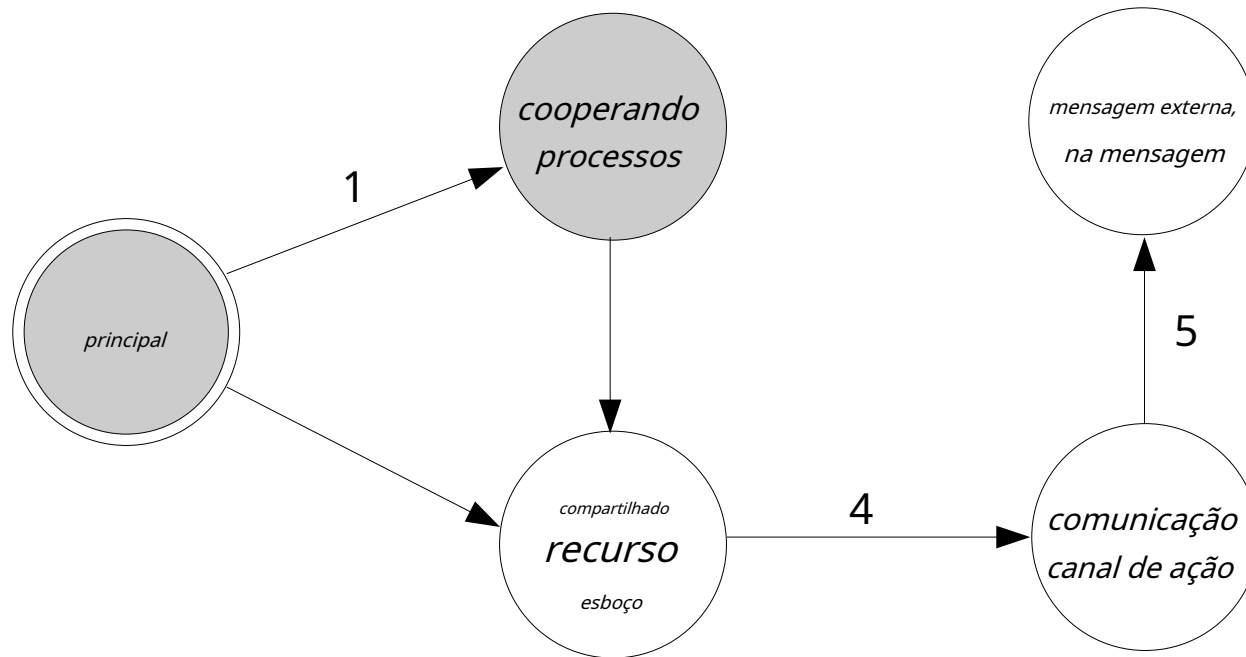 cooperando
processos
mensagem externa,
na mensagem
1
principal
5
compartilhado
recurso
esboço
4
comunicação
canal de ação